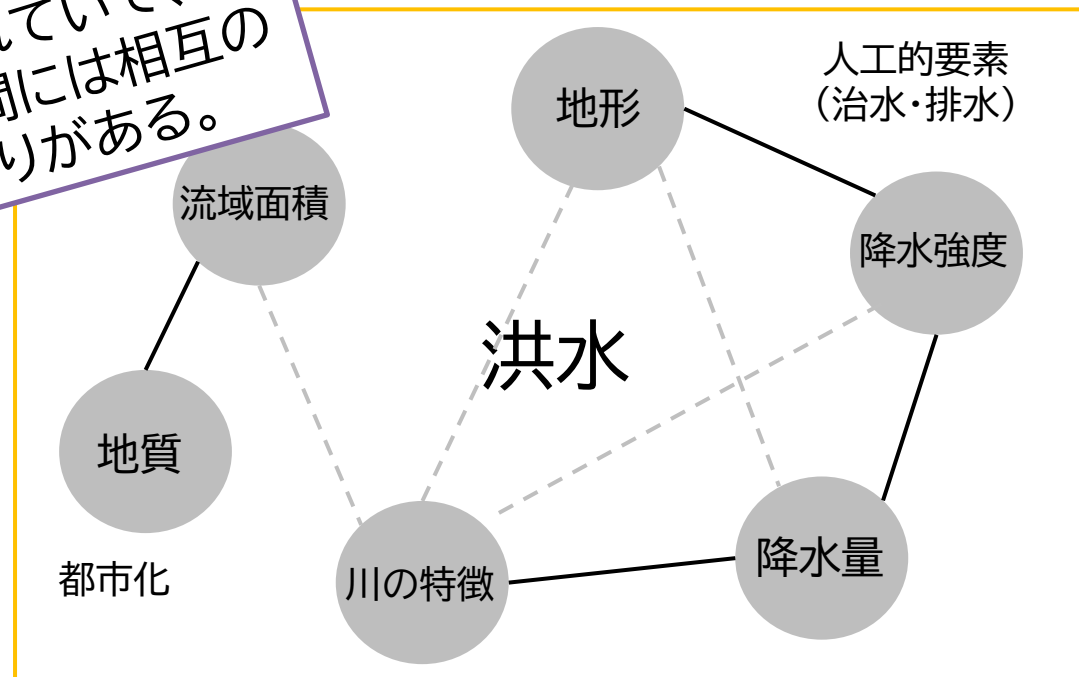 れていて、
間には相互の
りがある。
人工的要素
(治水･排水)
地形
流域面積
降水強度
洪水
地質
降水量
都市化
川の特徴